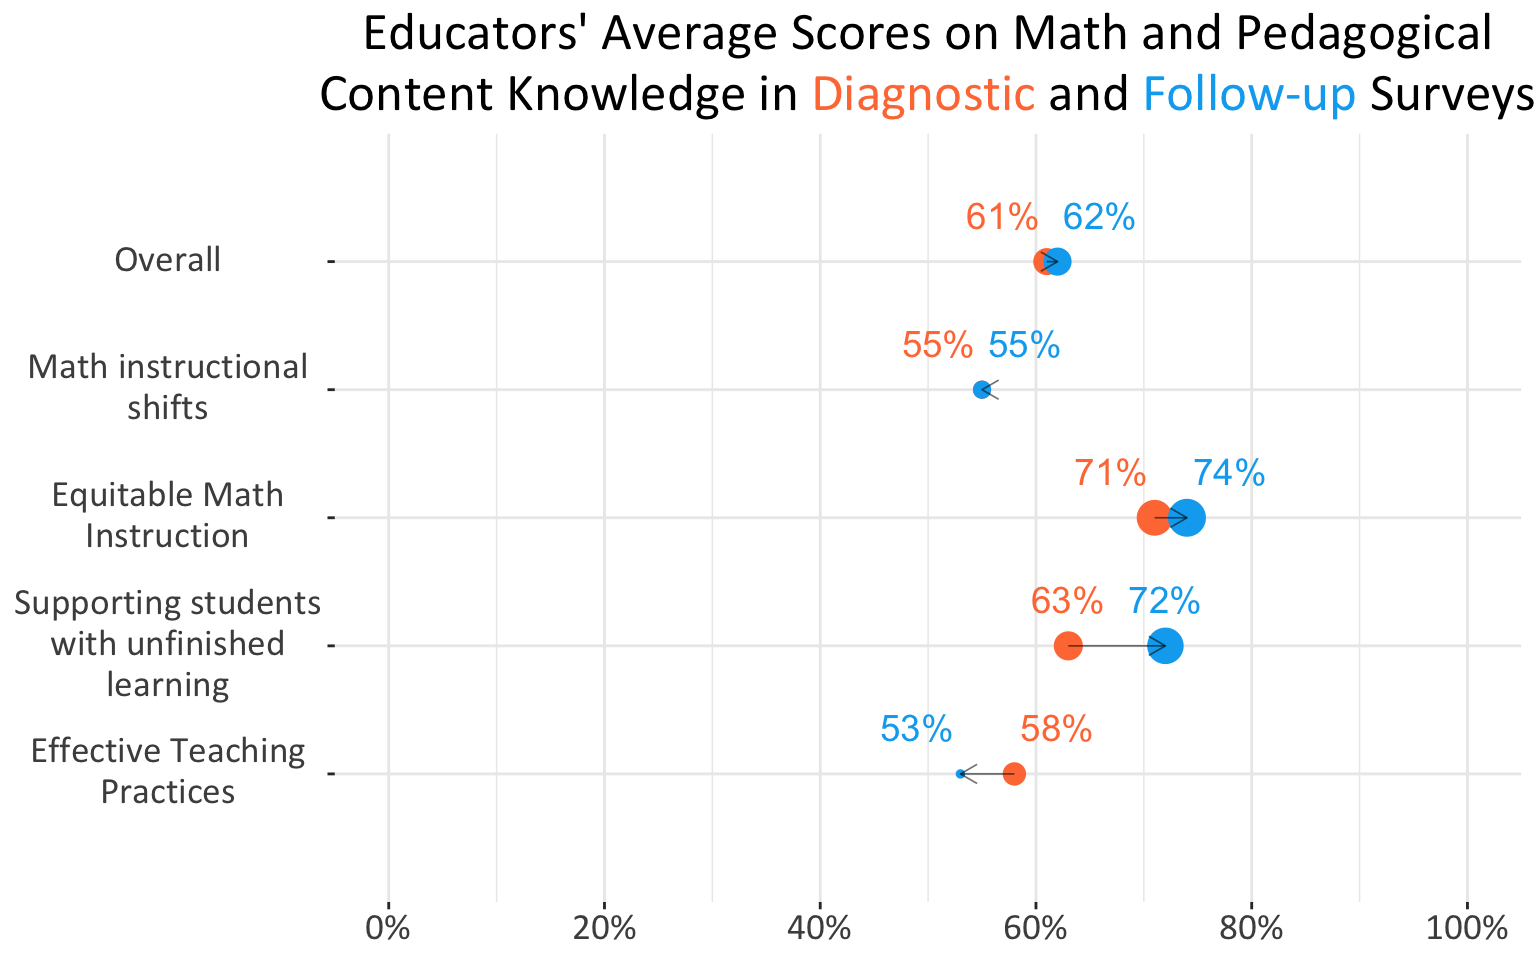 Educators' Average Scores on Math and Pedagogical
Content Knowledge in Diagnostic and Follow-up Surveys
61% 62%
Overall
55% 55%
Math instructional
shifts
71% 74%
Equitable Math
Instruction
63% 72%
Supporting students
with unfinished
learning
53% 58%
Effective Teaching
Practices
0% 20% 40% 60% 80% 100%